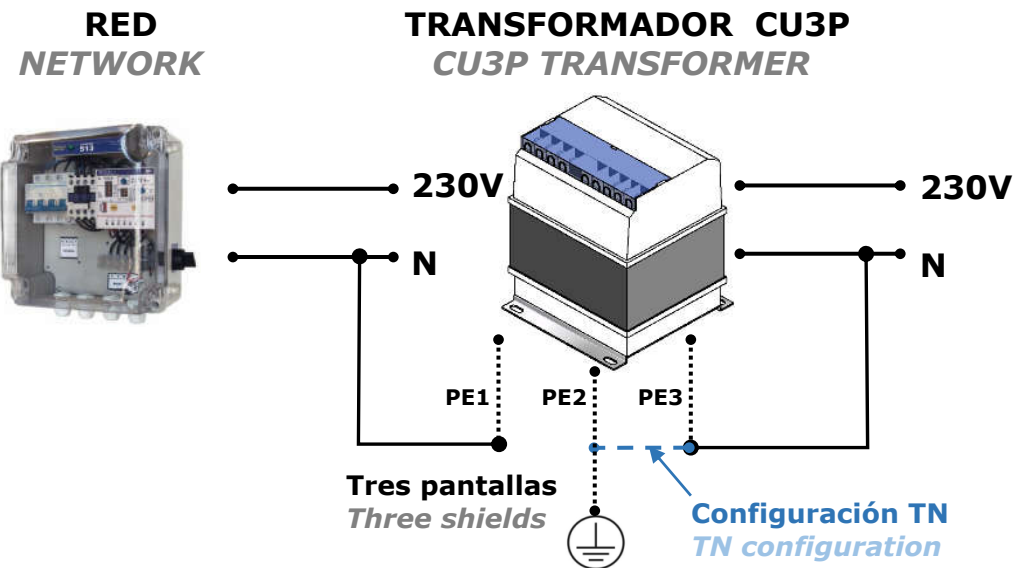 RED
NETWORK
TRANSFORMADOR CU3P
CU3P TRANSFORMER
513
230V
230V
N
N
PE1
PE2
PE3
Tres pantallas
Three shields
Configuración TN
TN configuration